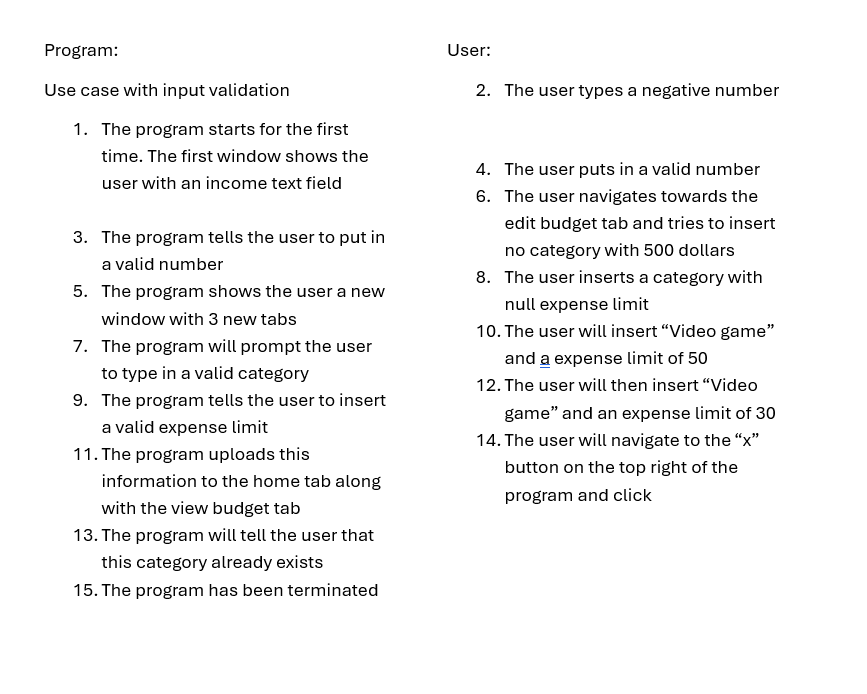 Program:
Use case with input validation
1. The program starts for the first
time. The first window shows the
user with an income text field
3. The program tells the user to put in
a valid number
5. The program shows the user a new
window with 3 new tabs
7. The program will prompt the user
to type in a valid category
9. The program tells the user to insert
a valid expense limit
11. The program uploads this
information to the home tab along
with the view budget tab
13. The program will tell the user that
this category already exists
15. The program has been terminated
User:
2. The user types a negative number
4. The user puts in a valid number
6. The user navigates towards the
edit budget tab and tries to insert
no category with 500 dollars
8. The user inserts a category with
null expense limit
10. The user will insert “Video game”
and a expense limit of 50
12. The user will then insert “Video
game” and an expense limit of 30
14. The user will navigate to the “x”
button on the top right of the
program and click